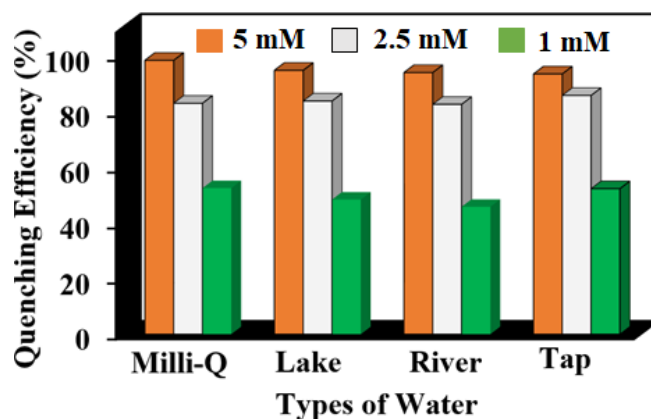 5 mM 2.5 mM 1 mM
Quenching Efficiency (%)
100
80
60
40
20
0
Milli-Q Lake River Tap
Types of Water